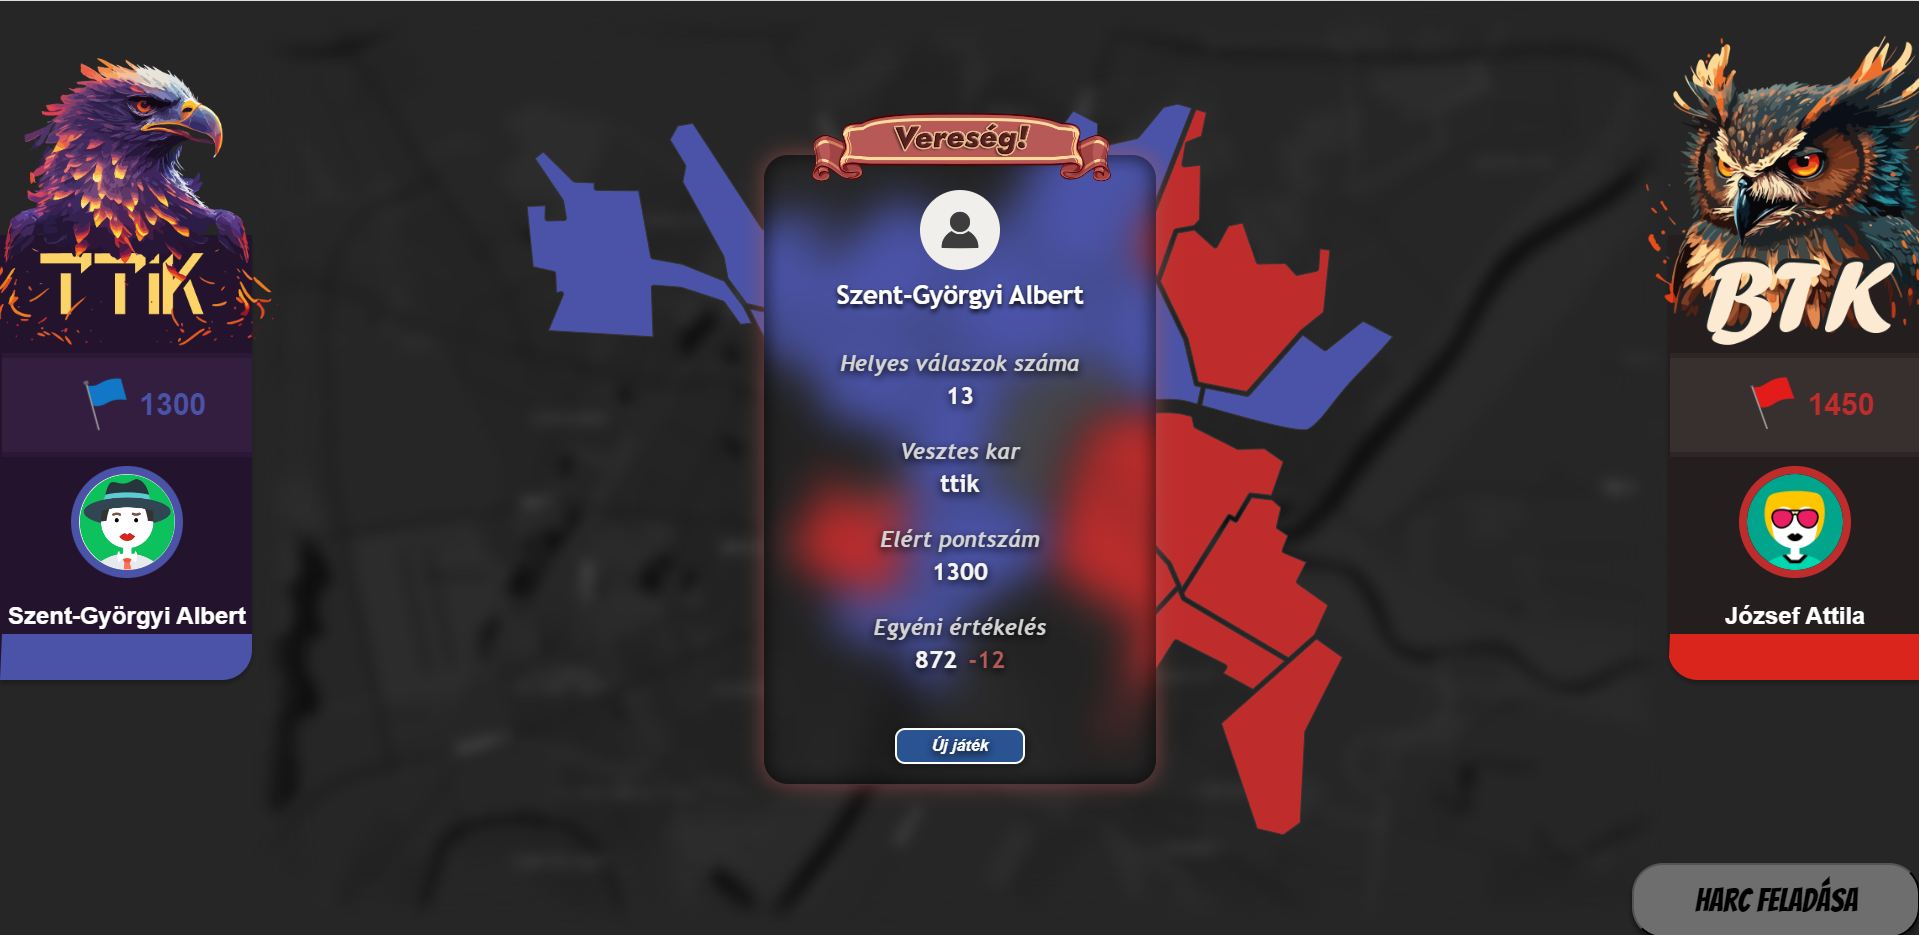 TTiK
1300
Szent-Györgyi Albert
Vereség!
Szent-Györgyi Albert
Helyes válaszok száma
13
Vesztes kar
ttik
Elért pontszám
1300
Egyéni értékelés
872 -12
Új játék
BTK
1450
József Attila
HARC FELADÁSA